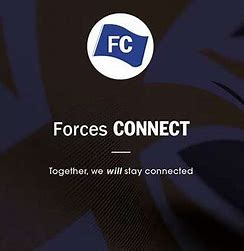 FC
Forces CONNECT
Together, we will stay connected